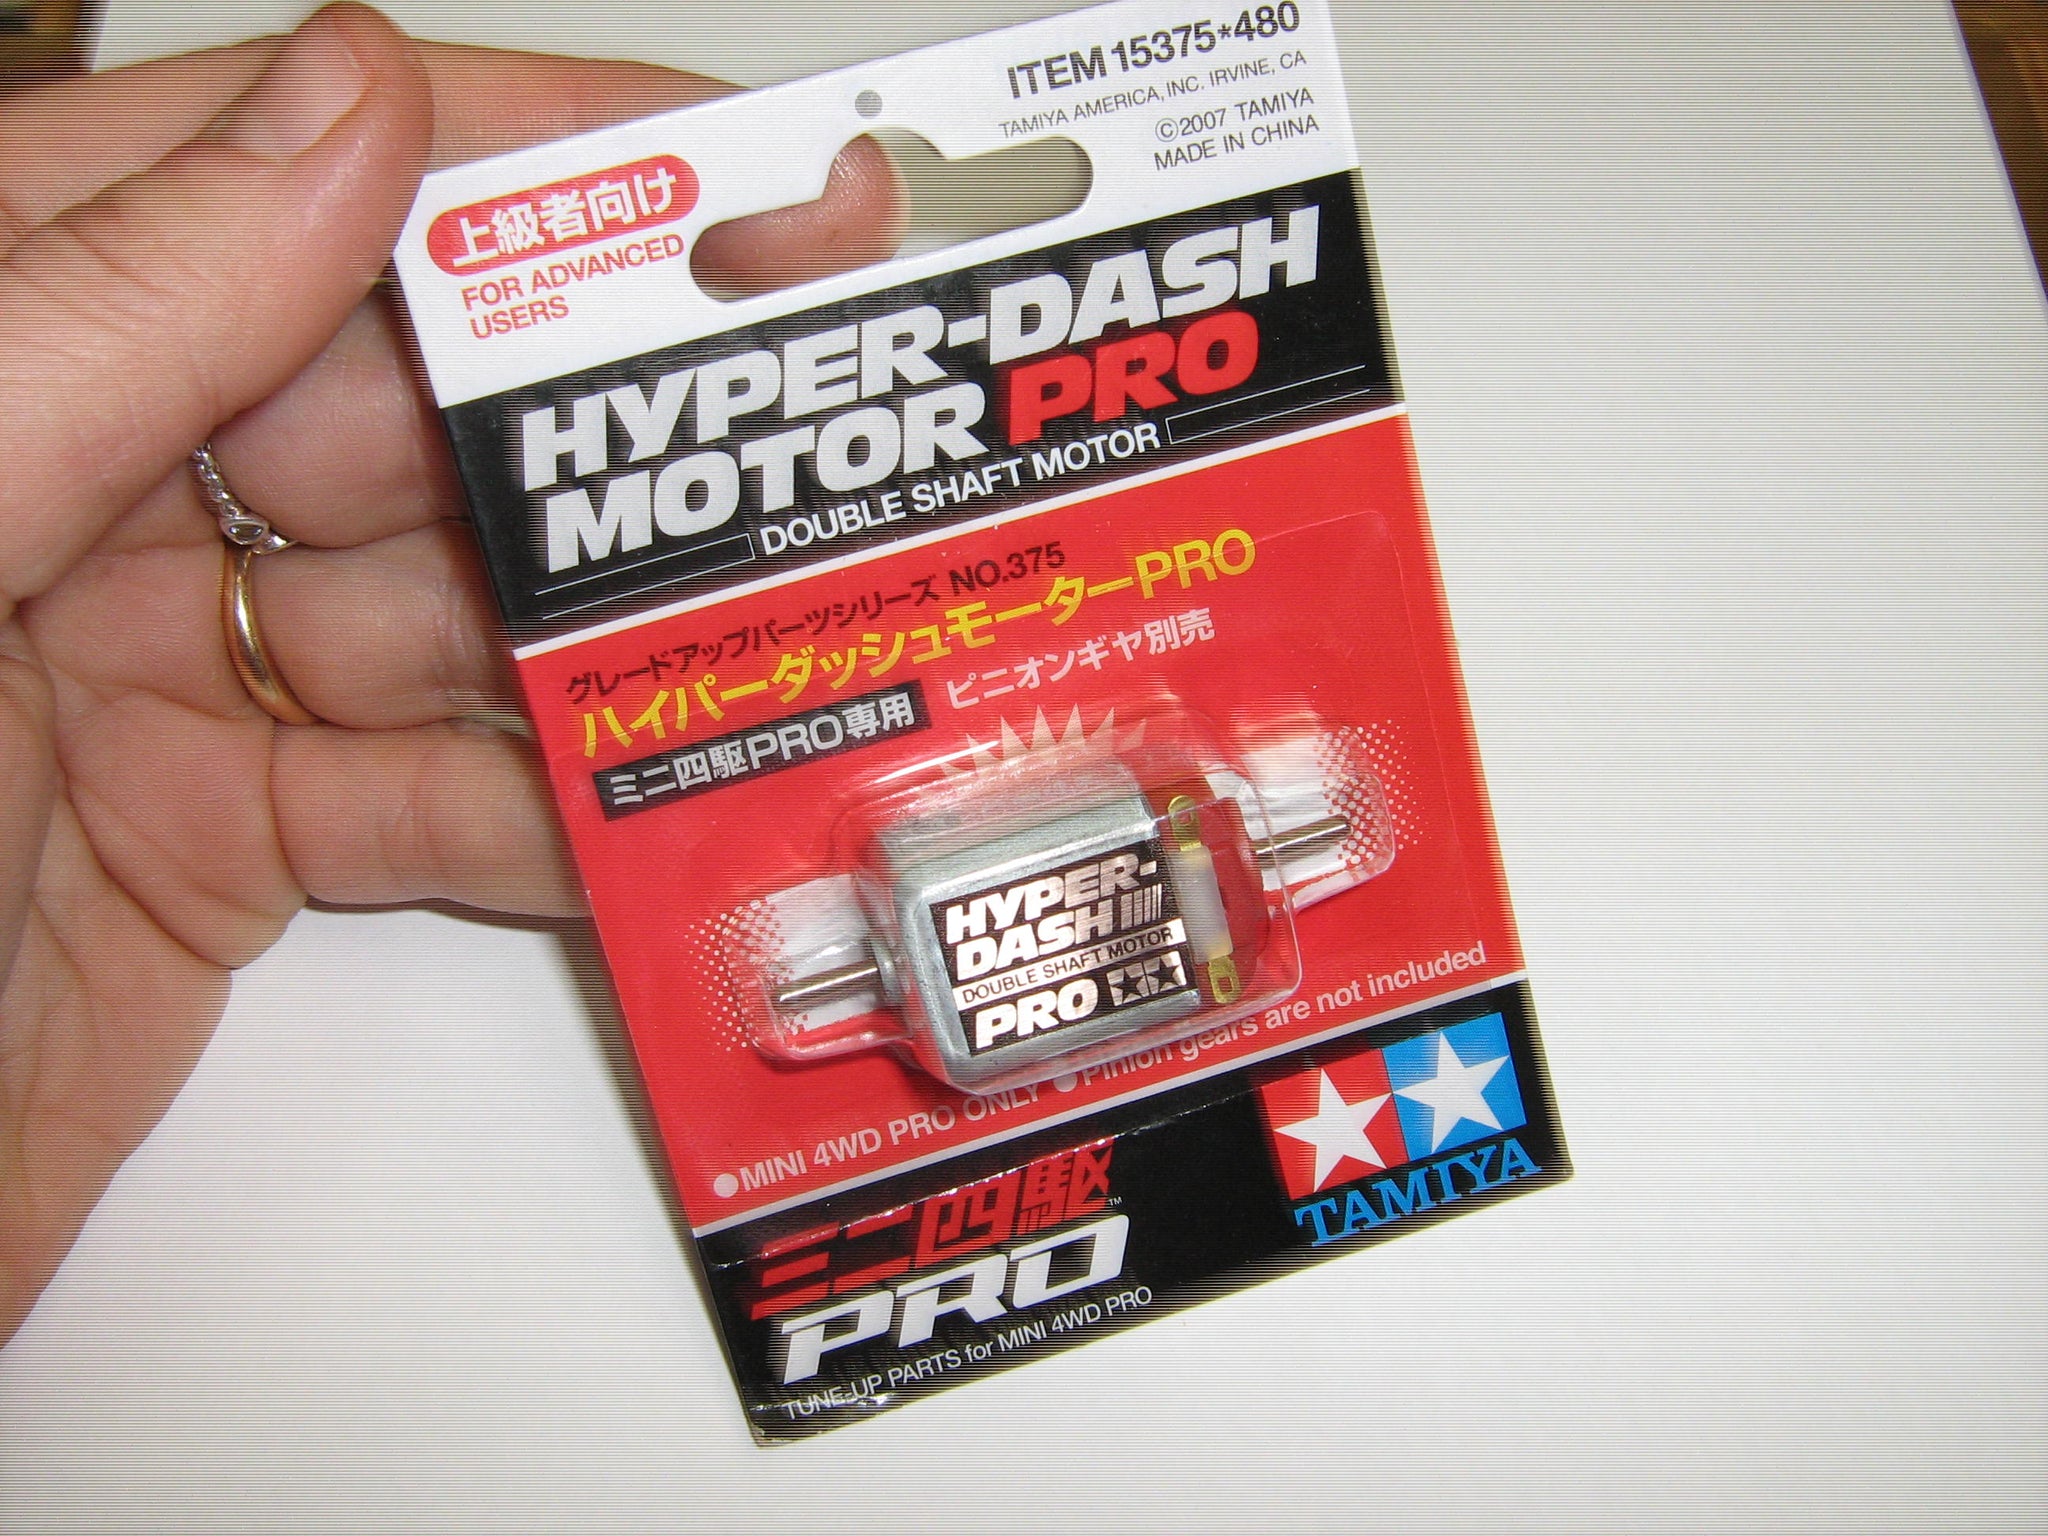 ITEM 15375*480
TAMIYA AMERICA, INC. IRVINE, CA
©2007 TAMIYA
MADE IN CHINA
上級者向け
FOR ADVANCED
USERS
HYPER-DASH
MOTOR PRO
DOUBLE SHAFT MOTOR
グレードアップパーツシリーズ NO.375
ハイパーダッシュモーターPRO
ミニ四駆PRO専用
ピニオンギヤ別売
HYPER-
DASH
DOUBLE SHAFT MOTOR
PRO
●MINI 4WD PRO ONLY ●Pinion gears are not included
ミニ四駆™
PRO
TUNE-UP PARTS for MINI 4WD PRO
TAMIYA